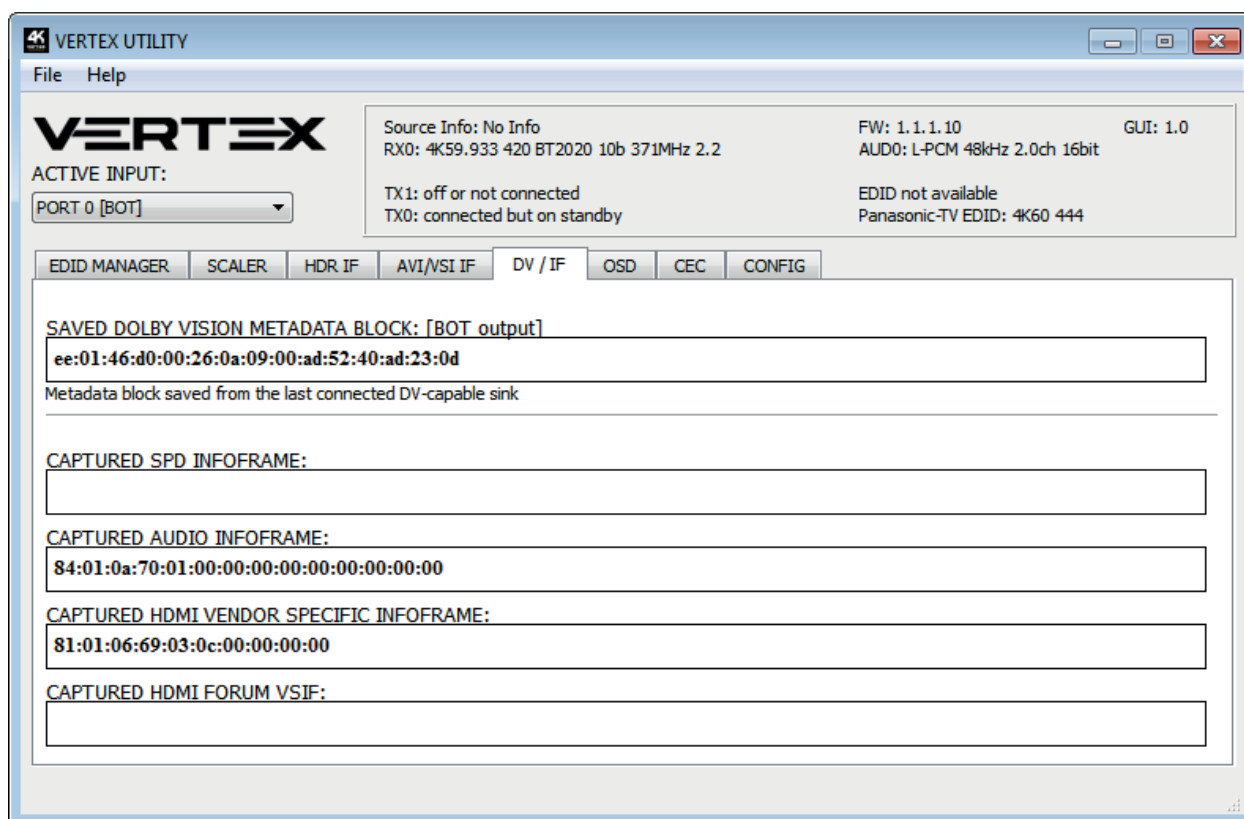 4K
VERTEX UTILITY
File Help
VERTEX
ACTIVE INPUT:
PORT 0 [BOT]
Source Info: No Info
RX0: 4K59.933 420 BT2020 10b 371MHz 2.2
TX1: off or not connected
TX0: connected but on standby
FW: 1.1.1.10 GUI: 1.0
AUD0: L-PCM 48kHz 2.0ch 16bit
EDID not available
Panasonic-TV EDID: 4K60 444
EDID MANAGER SCALER HDR IF AVI/VSI IF DV / IF OSD CEC CONFIG
SAVED DOLBY VISION METADATA BLOCK: [BOT output]
ee:01:46:d0:00:26:0a:09:00:ad:52:40:ad:23:0d
Metadata block saved from the last connected DV-capable sink
CAPTURED SPD INFOFRAME:
CAPTURED AUDIO INFOFRAME:
84:01:0a:70:01:00:00:00:00:00:00:00:00:00
CAPTURED HDMI VENDOR SPECIFIC INFOFRAME:
81:01:06:69:03:0c:00:00:00:00
CAPTURED HDMI FORUM VSIF: